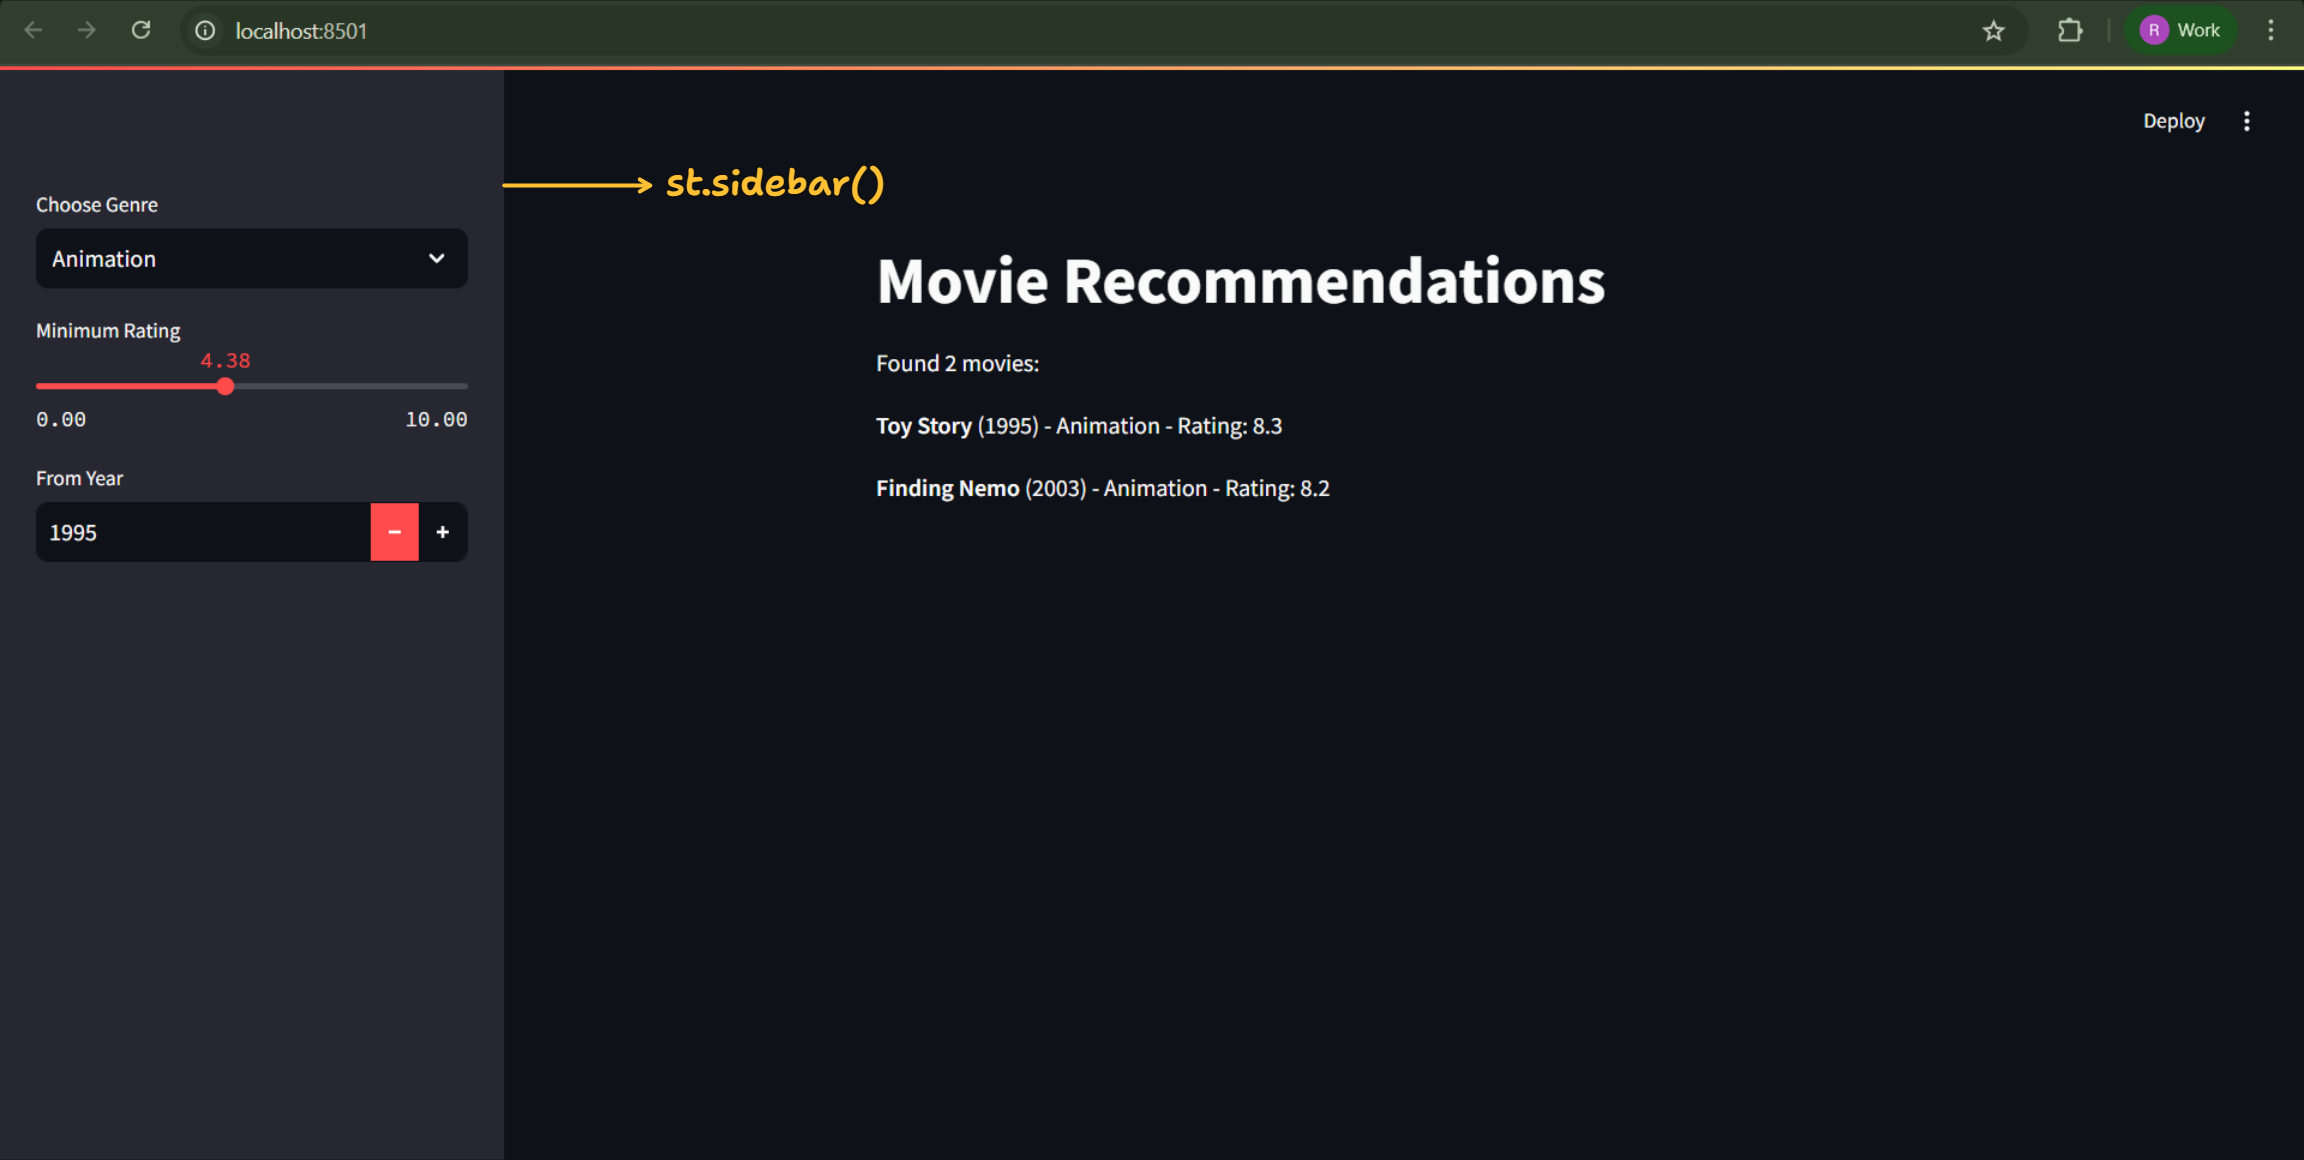 localhost:8501
R Work
Deploy
st.sidebar()
Choose Genre
Animation
Minimum Rating
4.38
0.00 10.00
From Year
1995 - +
Movie Recommendations
Found 2 movies:
Toy Story (1995) - Animation - Rating: 8.3
Finding Nemo (2003) - Animation - Rating: 8.2